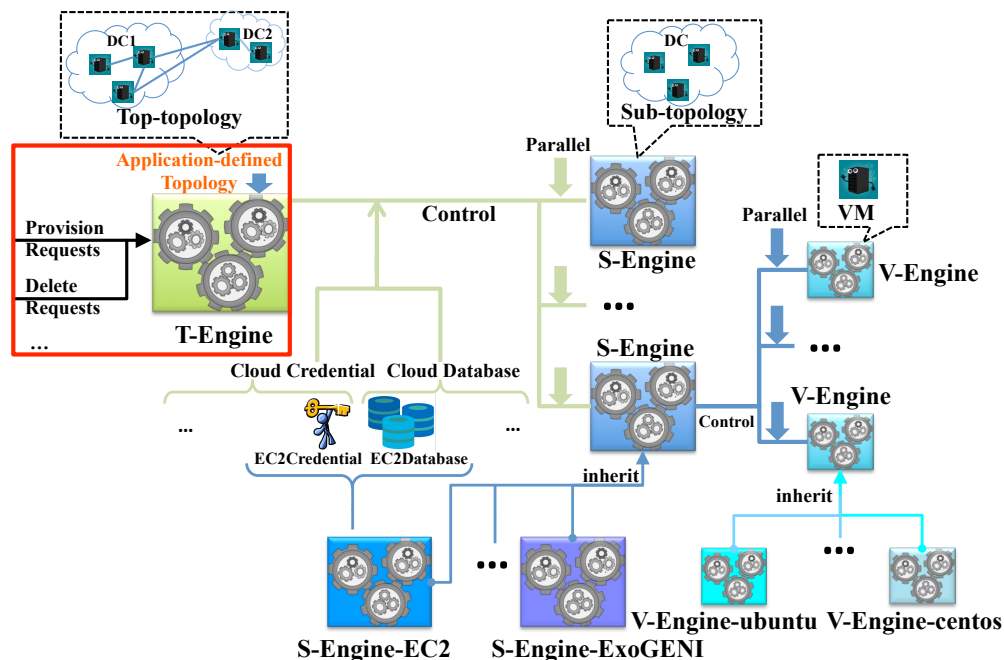 DC1
DC2
Top-topology
DC
Sub-topology
Application-defined
Topology
Parallel
Provision
Requests
Delete
Requests
...
T-Engine
Control
S-Engine
...
S-Engine
Parallel
VM
V-Engine
...
V-Engine
Control
Cloud Credential
Cloud Database
...
...
EC2Credential
EC2Database
inherit
inherit
...
...
S-Engine-EC2
S-Engine-ExoGENI
V-Engine-ubuntu
V-Engine-centos